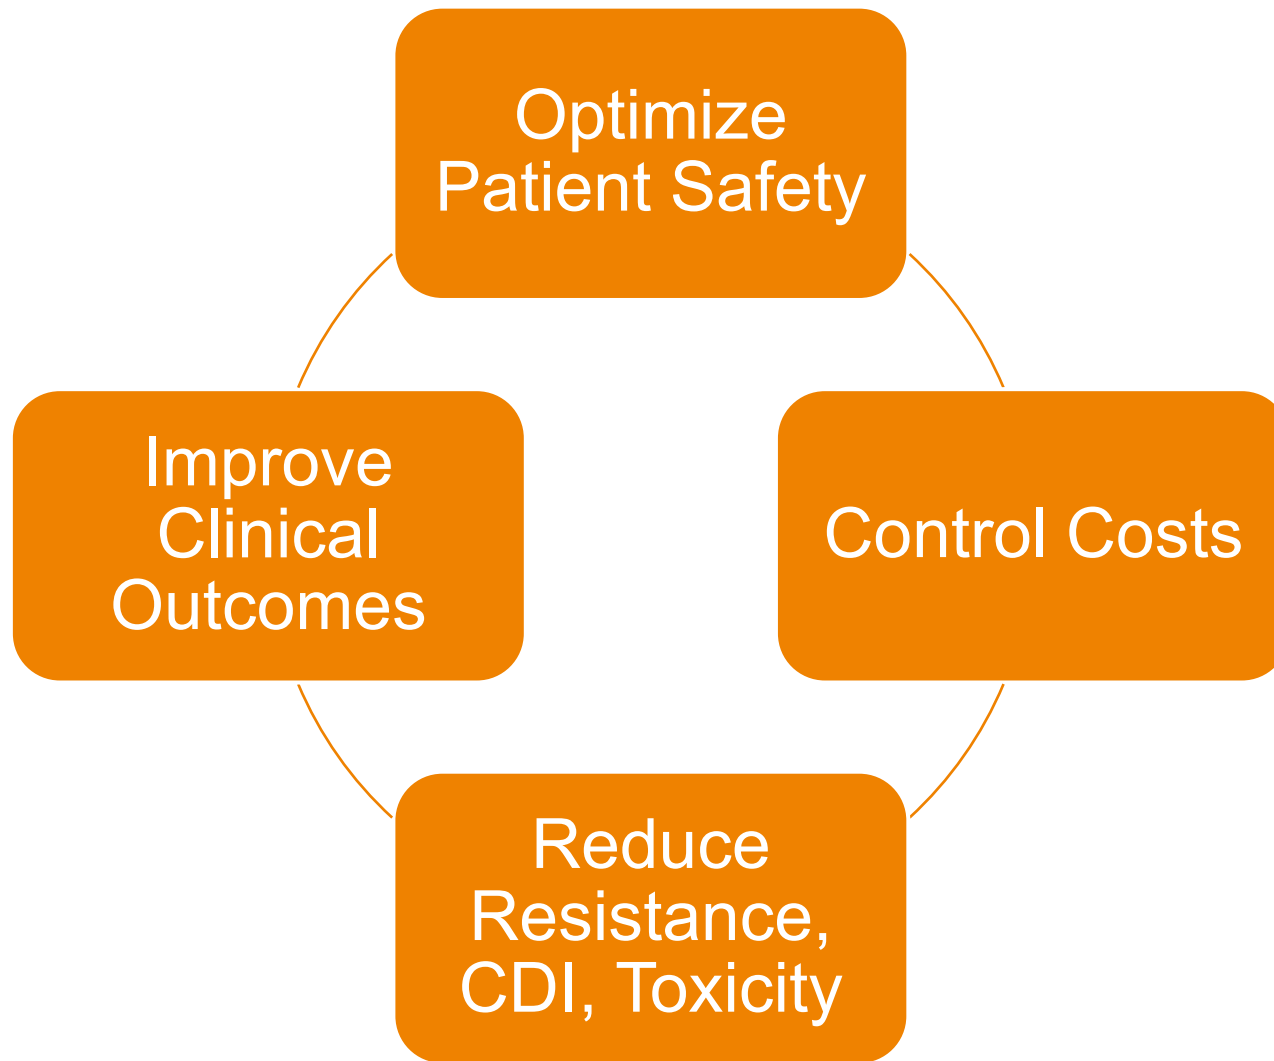 Optimize
Patient Safety
Improve
Clinical
Outcomes
Control Costs
Reduce
Resistance,
CDI, Toxicity